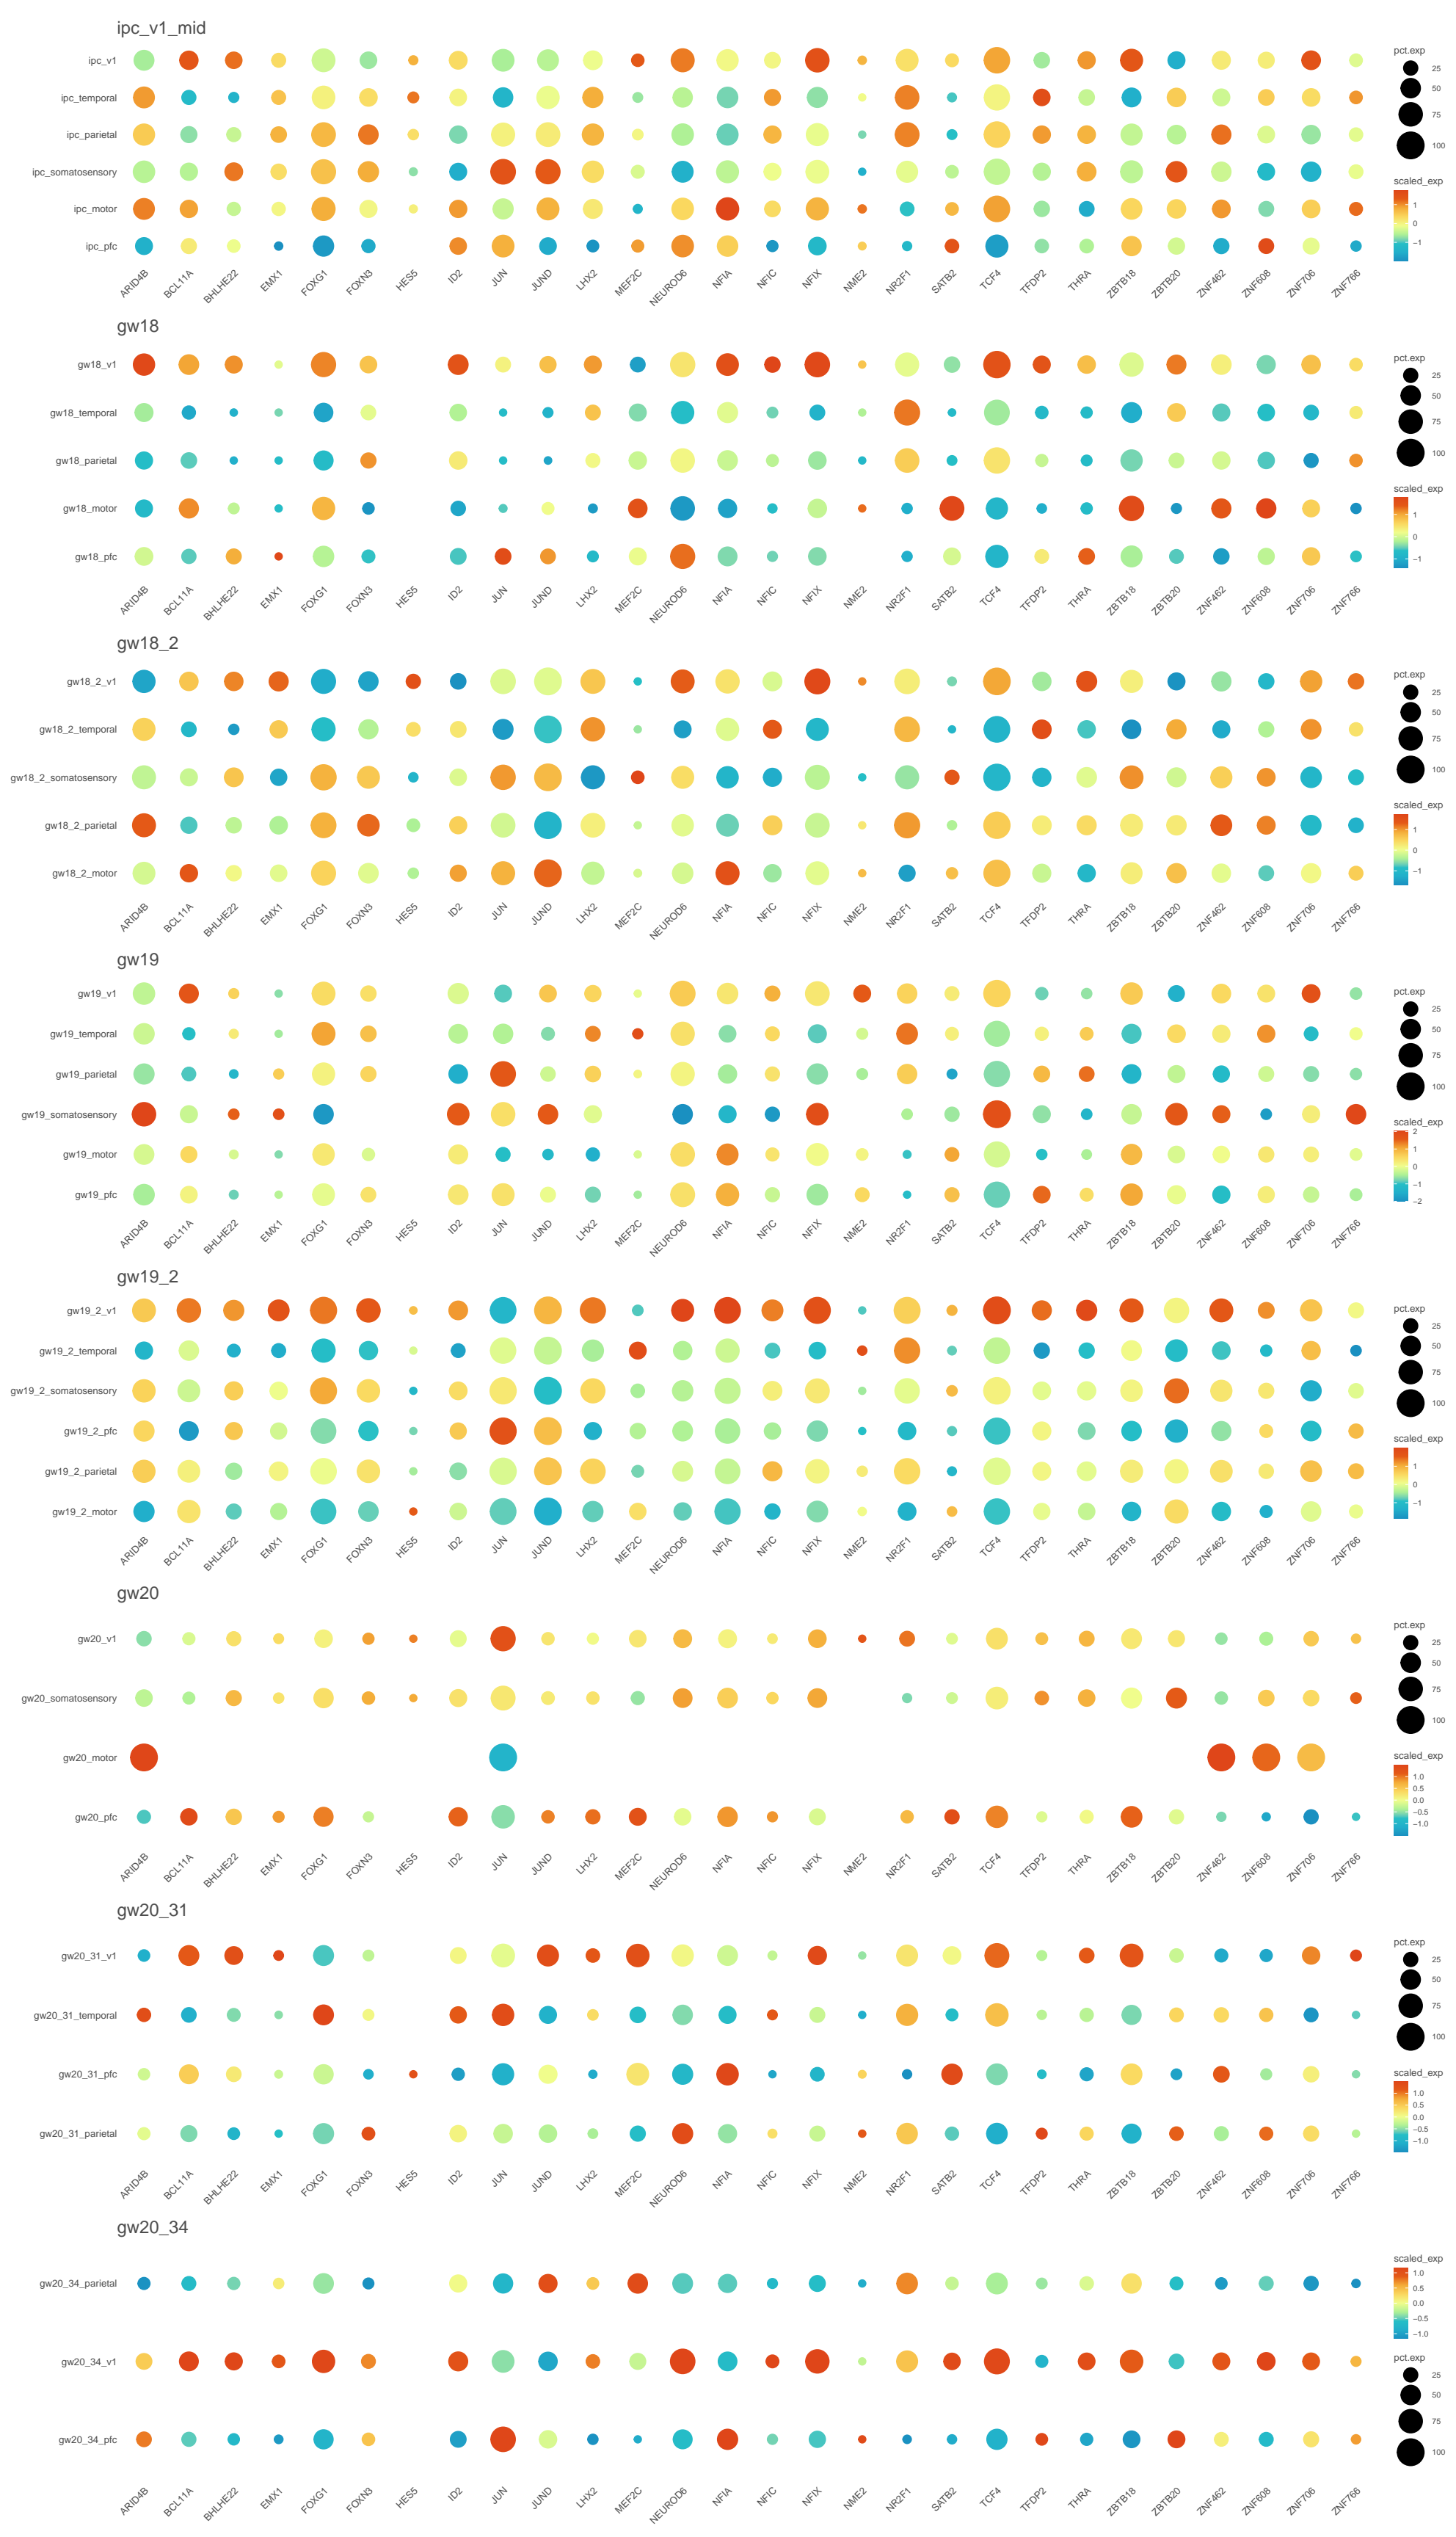 ipc_v1_mid
ipc_v1
ipc_temporal
ipc_parietal
ipc_somatosensory
ipc_motor
ipc_pfc
ARID4B BCL11A BHLHE22 EMX1 FOXG1 FOXN3 HES5 ID2 JUN JUND LHX2 MEF2C NEUROD6 NFIA NFIC NFIX NME2 NR2F1 SATB2 TCF4 TFDP2 THRA ZBTB18 ZBTB20 ZNF462 ZNF608 ZNF706 ZNF766
pct.exp
25
50
75
100
scaled_exp
1
0
−1
gw18
gw18_v1
gw18_temporal
gw18_parietal
gw18_motor
gw18_pfc
ARID4B BCL11A BHLHE22 EMX1 FOXG1 FOXN3 HES5 ID2 JUN JUND LHX2 MEF2C NEUROD6 NFIA NFIC NFIX NME2 NR2F1 SATB2 TCF4 TFDP2 THRA ZBTB18 ZBTB20 ZNF462 ZNF608 ZNF706 ZNF766
pct.exp
25
50
75
100
scaled_exp
1
0
−1
gw18_2
gw18_2_v1
gw18_2_temporal
gw18_2_somatosensory
gw18_2_parietal
gw18_2_motor
ARID4B BCL11A BHLHE22 EMX1 FOXG1 FOXN3 HES5 ID2 JUN JUND LHX2 MEF2C NEUROD6 NFIA NFIC NFIX NME2 NR2F1 SATB2 TCF4 TFDP2 THRA ZBTB18 ZBTB20 ZNF462 ZNF608 ZNF706 ZNF766
pct.exp
25
50
75
100
scaled_exp
1
0
−1
gw19
gw19_v1
gw19_temporal
gw19_parietal
gw19_somatosensory
gw19_motor
gw19_pfc
ARID4B BCL11A BHLHE22 EMX1 FOXG1 FOXN3 HES5 ID2 JUN JUND LHX2 MEF2C NEUROD6 NFIA NFIC NFIX NME2 NR2F1 SATB2 TCF4 TFDP2 THRA ZBTB18 ZBTB20 ZNF462 ZNF608 ZNF706 ZNF766
pct.exp
25
50
75
100
scaled_exp
2
1
0
−1
−2
gw19_2
gw19_2_v1
gw19_2_temporal
gw19_2_somatosensory
gw19_2_pfc
gw19_2_parietal
gw19_2_motor
ARID4B BCL11A BHLHE22 EMX1 FOXG1 FOXN3 HES5 ID2 JUN JUND LHX2 MEF2C NEUROD6 NFIA NFIC NFIX NME2 NR2F1 SATB2 TCF4 TFDP2 THRA ZBTB18 ZBTB20 ZNF462 ZNF608 ZNF706 ZNF766
pct.exp
25
50
75
100
scaled_exp
1
0
−1
gw20
gw20_v1
gw20_somatosensory
gw20_motor
gw20_pfc
ARID4B BCL11A BHLHE22 EMX1 FOXG1 FOXN3 HES5 ID2 JUN JUND LHX2 MEF2C NEUROD6 NFIA NFIC NFIX NME2 NR2F1 SATB2 TCF4 TFDP2 THRA ZBTB18 ZBTB20 ZNF462 ZNF608 ZNF706 ZNF766
pct.exp
25
50
75
100
scaled_exp
1.0
0.5
0.0
−0.5
−1.0
gw20_31
gw20_31_v1
gw20_31_temporal
gw20_31_pfc
gw20_31_parietal
ARID4B BCL11A BHLHE22 EMX1 FOXG1 FOXN3 HES5 ID2 JUN JUND LHX2 MEF2C NEUROD6 NFIA NFIC NFIX NME2 NR2F1 SATB2 TCF4 TFDP2 THRA ZBTB18 ZBTB20 ZNF462 ZNF608 ZNF706 ZNF766
pct.exp
25
50
75
100
scaled_exp
1.0
0.5
0.0
−0.5
−1.0
gw20_34
gw20_34_parietal
gw20_34_v1
gw20_34_pfc
ARID4B BCL11A BHLHE22 EMX1 FOXG1 FOXN3 HES5 ID2 JUN JUND LHX2 MEF2C NEUROD6 NFIA NFIC NFIX NME2 NR2F1 SATB2 TCF4 TFDP2 THRA ZBTB18 ZBTB20 ZNF462 ZNF608 ZNF706 ZNF766
scaled_exp
1.0
0.5
0.0
−0.5
−1.0
pct.exp
25
50
75
100